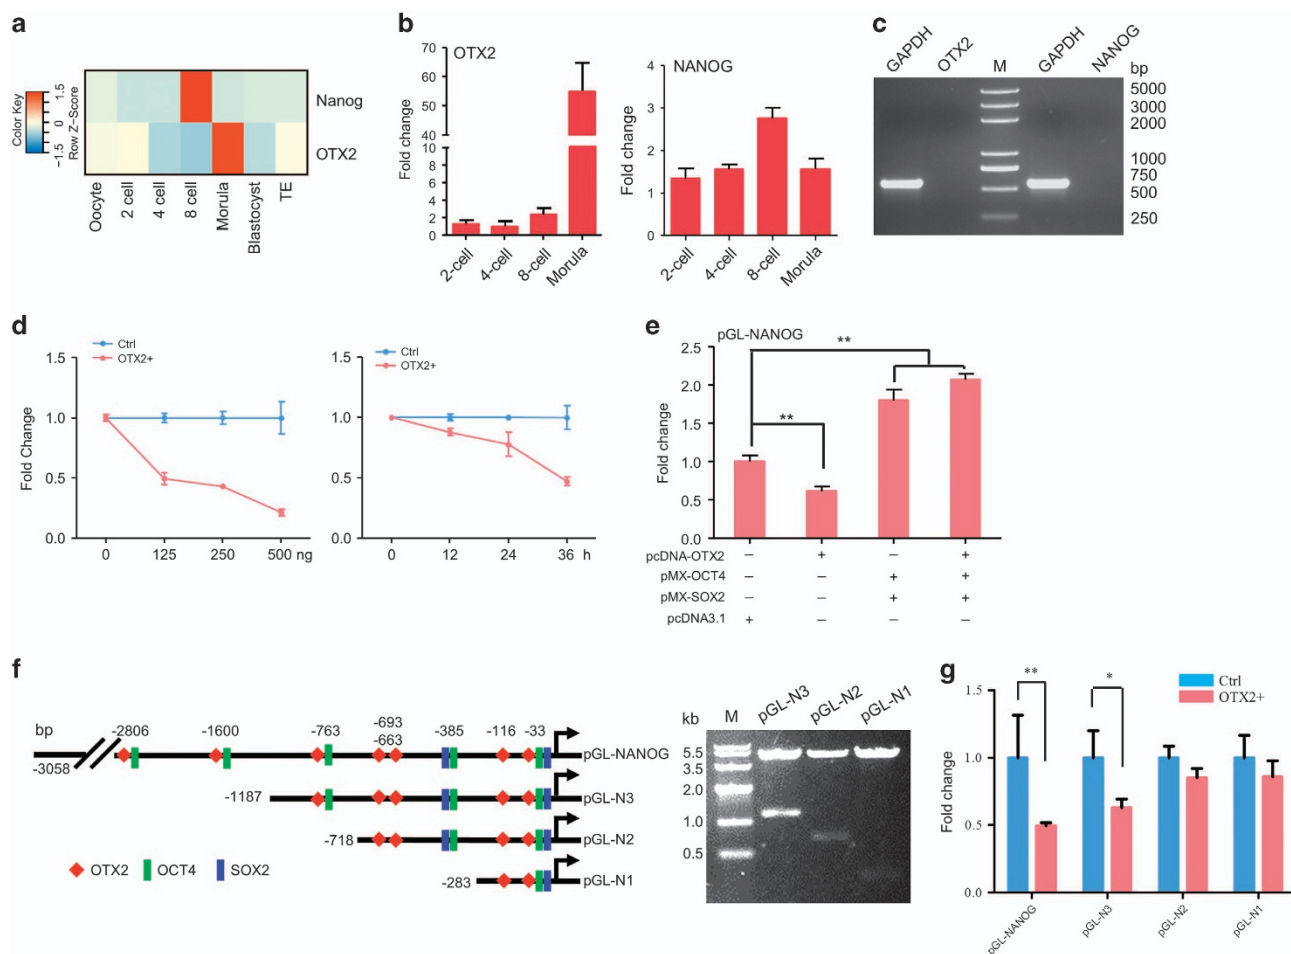 a
Color Key
1.5
0
−1.5
Row Z−Score
Nanog
OTX2
Oocyte
2 cell
4 cell
8 cell
Morula
Blastocyst
TE
b
OTX2
Fold change
70
60
50
40
10
8
6
4
2
0
2-cell
4-cell
8-cell
Morula
NANOG
Fold change
4
3
2
1
0
2-cell
4-cell
8-cell
Morula
c
GAPDH
OTX2
M
GAPDH
NANOG
bp
5000
3000
2000
1000
750
500
250
d
Ctrl
OTX2+
Fold Change
1.5
1.0
0.5
0.0
0
125
250
500 ng
Ctrl
OTX2+
1.5
1.0
0.5
0.0
0
12
24
36 h
e
pGL-NANOG
Fold change
2.5
2.0
1.5
1.0
0.5
0.0
**
**
pcDNA-OTX2 − + − +
pMX-OCT4 − − + +
pMX-SOX2 − − + +
pcDNA3.1 + − − −
f
bp
-3058
-2806
-1600
-763
-693
-663
-385
-116
-33
pGL-NANOG
-1187
pGL-N3
-718
pGL-N2
-283
pGL-N1
OTX2
OCT4
SOX2
kb
M
pGL-N3
pGL-N2
pGL-N1
5.5
3.5
2.0
1.0
0.5
g
Ctrl
OTX2+
Fold change
1.5
1.0
0.5
0.0
**
*
pGL-NANOG
pGL-N3
pGL-N2
pGL-N1